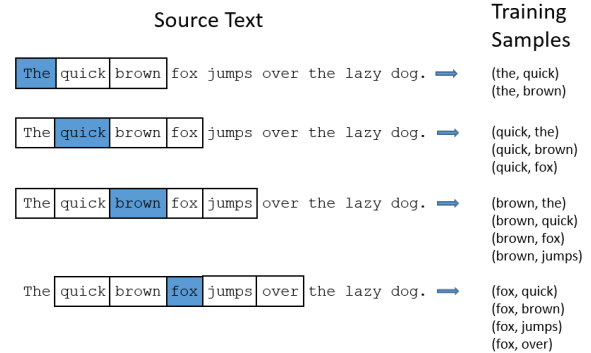 Source Text
Training
Samples
The quick brown fox jumps over the lazy dog.
(the, quick)
(the, brown)
The quick brown fox jumps over the lazy dog.
(quick, the)
(quick, brown)
(quick, fox)
The quick brown fox jumps over the lazy dog.
(brown, the)
(brown, quick)
(brown, fox)
(brown, jumps)
The quick brown fox jumps over the lazy dog.
(fox, quick)
(fox, brown)
(fox, jumps)
(fox, over)